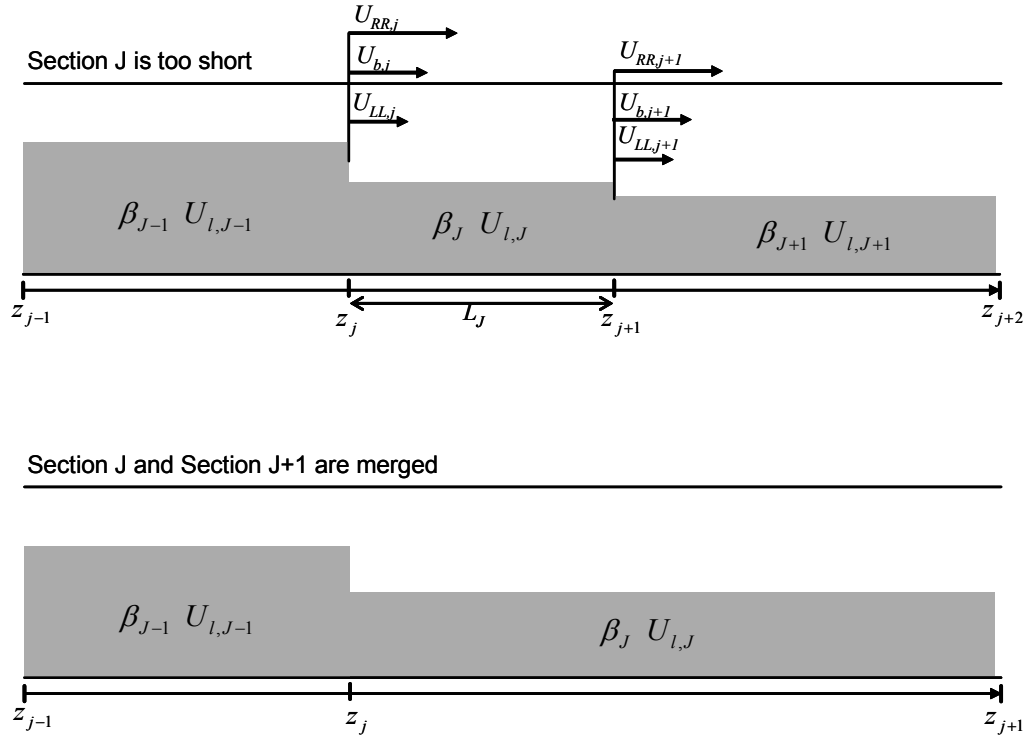 U_{RR,j}
Section J is too short
U_{b,j}
U_{RR,j+1}
U_{LL,j}
U_{b,j+1}
U_{LL,j+1}
β_{J−1} U_{l,J−1}
β_J U_{l,J}
β_{J+1} U_{l,J+1}
z_{j−1}
z_j
L_J
z_{j+1}
z_{j+2}
Section J and Section J+1 are merged
β_{J−1} U_{l,J−1}
β_J U_{l,J}
z_{j−1}
z_j
z_{j+1}